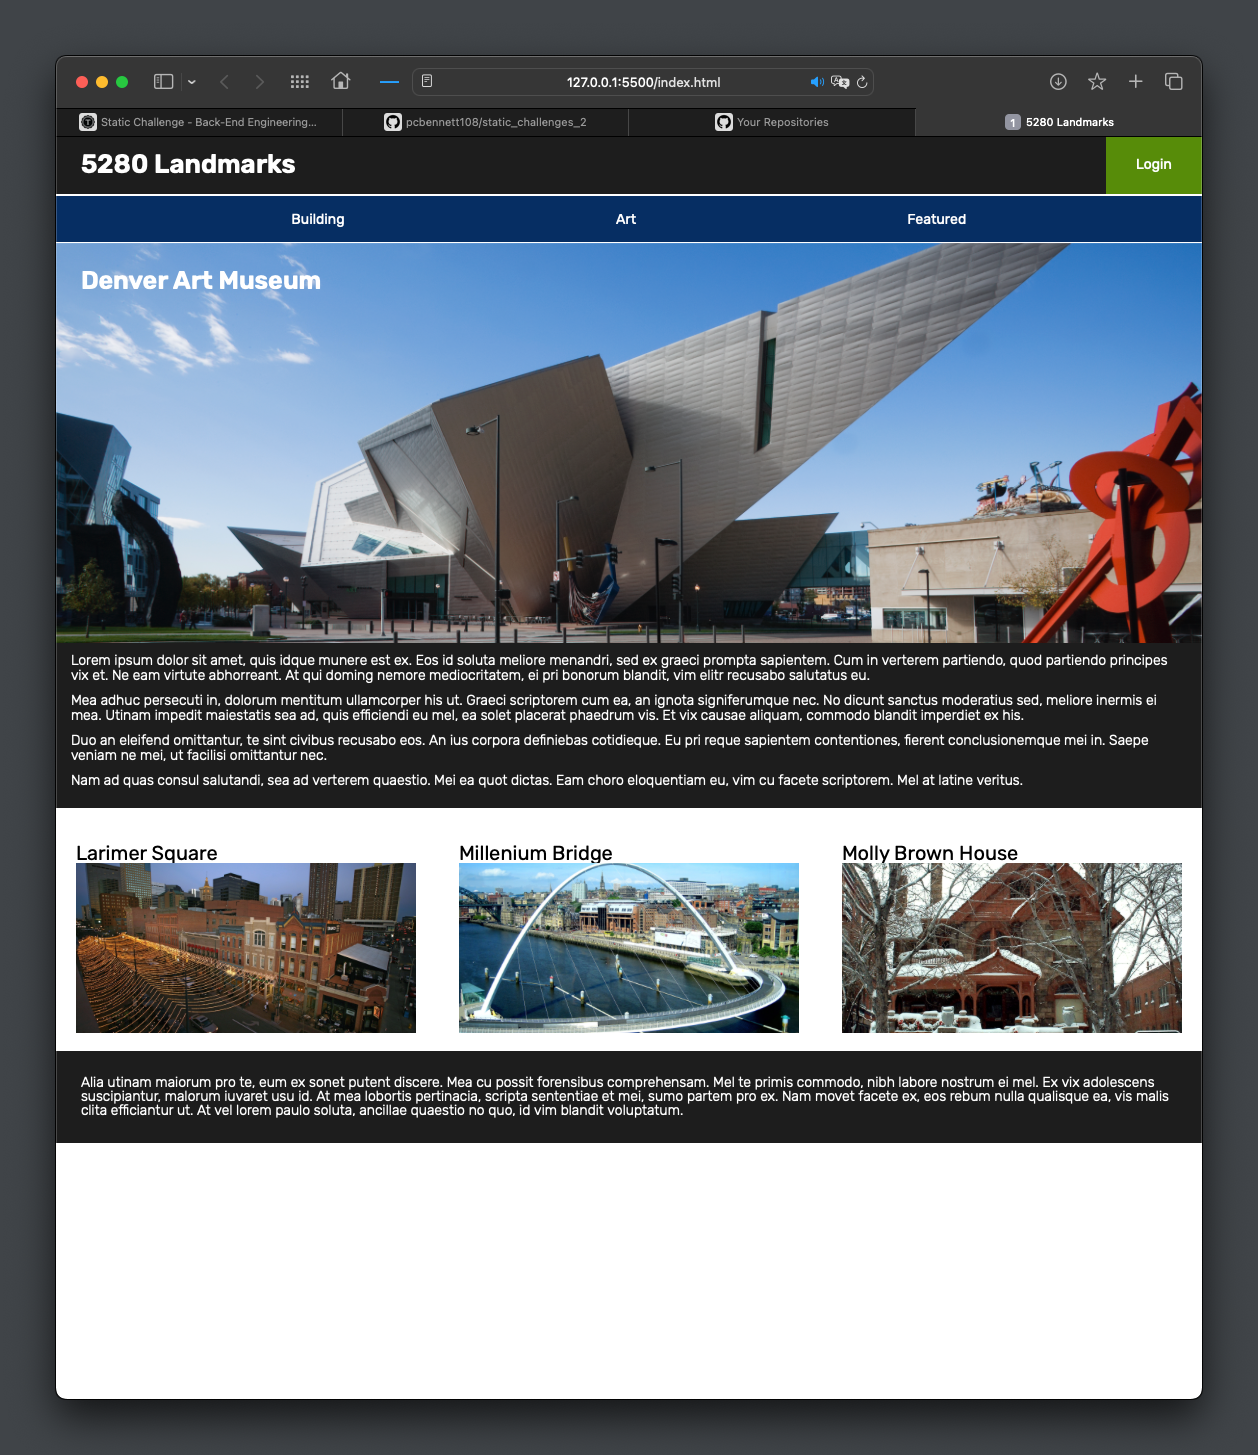 127.0.0.1:5500/index.html
Static Challenge - Back-End Engineering...
pcbennett108/static_challenges_2
Your Repositories
1 5280 Landmarks
5280 Landmarks
Login
Building
Art
Featured
Denver Art Museum
Lorem ipsum dolor sit amet, quis idque munere est ex. Eos id soluta meliore menandri, sed ex graeci prompta sapientem. Cum in verterem partiendo, quod partiendo principes
vix et. Ne eam virtute abhorreant. At qui doming nemore mediocritatem, ei pri bonorum blandit, vim elitr recusabo salutatus eu.
Mea adhuc persecuti in, dolorum mentitum ullamcorper his ut. Graeci scriptorem cum ea, an ignota signiferumque nec. No dicunt sanctus moderatius sed, meliore inermis ei
mea. Utinam impedit maiestatis sea ad, quis efficiendi eu mel, ea solet placerat phaedrum vis. Et vix causae aliquam, commodo blandit imperdiet ex his.
Duo an eleifend omittantur, te sint civibus recusabo eos. An ius corpora definiebas cotidieque. Eu pri reque sapientem contentiones, fierent conclusionemque mei in. Saepe
veniam ne mei, ut facilisi omittantur nec.
Nam ad quas consul salutandi, sea ad verterem quaestio. Mei ea quot dictas. Eam choro eloquentiam eu, vim cu facete scriptorem. Mel at latine veritus.
Larimer Square
Millenium Bridge
Molly Brown House
Alia utinam maiorum pro te, eum ex sonet putent discere. Mea cu possit forensibus comprehensam. Mel te primis commodo, nibh labore nostrum ei mel. Ex vix adolescens
suscipiantur, malorum iuvaret usu id. At mea lobortis pertinacia, scripta sententiae et mei, sumo partem pro ex. Nam movet facete ex, eos rebum nulla qualisque ea, vis malis
clita efficiantur ut. At vel lorem paulo soluta, ancillae quaestio no quo, id vim blandit voluptatum.